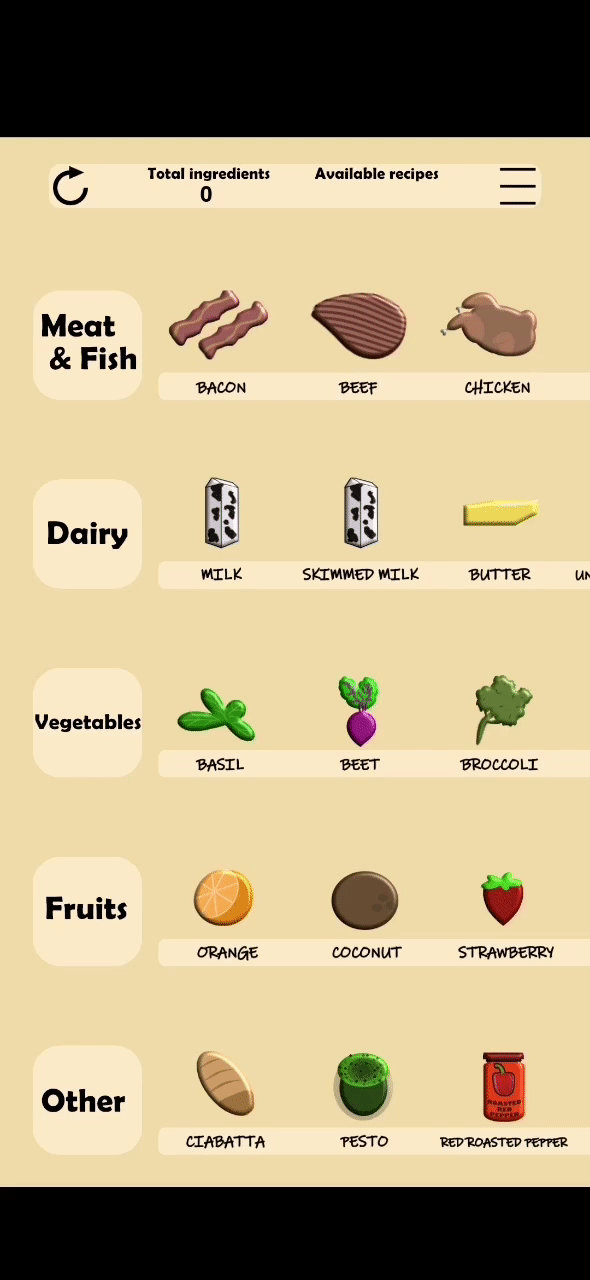 Total ingredients
Available recipes
0
Meat
& Fish
BACON
BEEF
CHICKEN
Dairy
MILK
SKIMMED MILK
BUTTER
UN
Vegetables
BASIL
BEET
BROCCOLI
Fruits
ORANGE
COCONUT
STRAWBERRY
Other
ROASTED
RED
PEPPER
CIABATTA
PESTO
RED ROASTED PEPPER